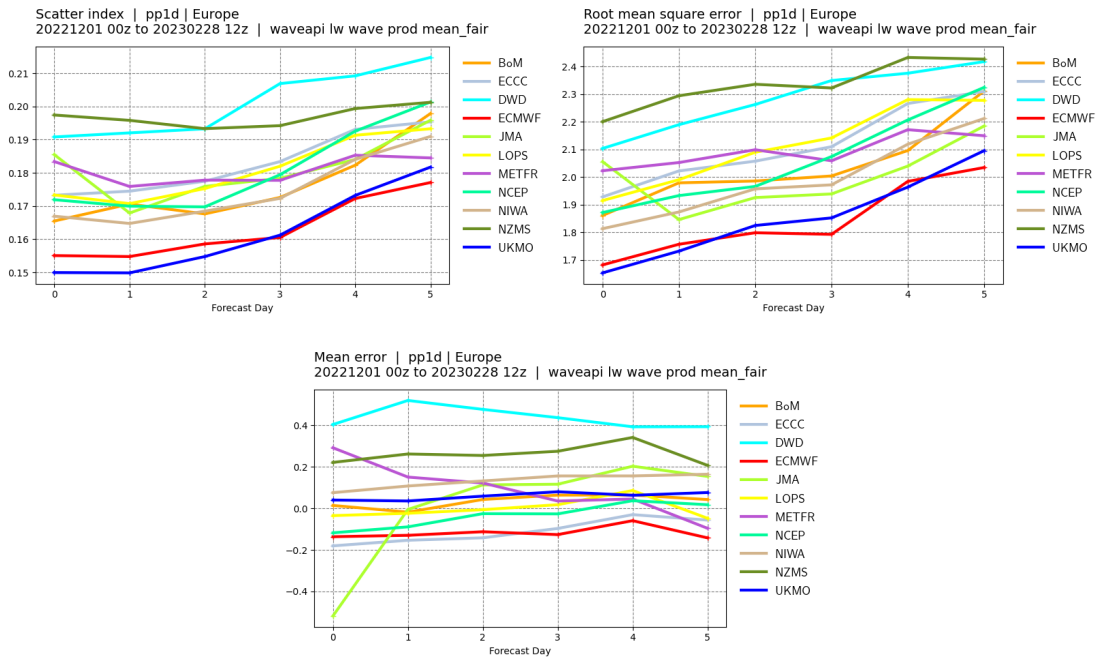 Scatter index | pp1d | Europe
20221201 00z to 20230228 12z | waveapi lw wave prod mean_fair
0.21
0.20
0.19
0.18
0.17
0.16
0.15
0
1
2
3
4
5
Forecast Day
BoM
ECCC
DWD
ECMWF
JMA
LOPS
METFR
NCEP
NIWA
NZMS
UKMO
Root mean square error | pp1d | Europe
20221201 00z to 20230228 12z | waveapi lw wave prod mean_fair
2.4
2.3
2.2
2.1
2.0
1.9
1.8
1.7
0
1
2
3
4
5
Forecast Day
BoM
ECCC
DWD
ECMWF
JMA
LOPS
METFR
NCEP
NIWA
NZMS
UKMO
Mean error | pp1d | Europe
20221201 00z to 20230228 12z | waveapi lw wave prod mean_fair
0.4
0.2
0.0
−0.2
−0.4
0
1
2
3
4
5
Forecast Day
BoM
ECCC
DWD
ECMWF
JMA
LOPS
METFR
NCEP
NIWA
NZMS
UKMO